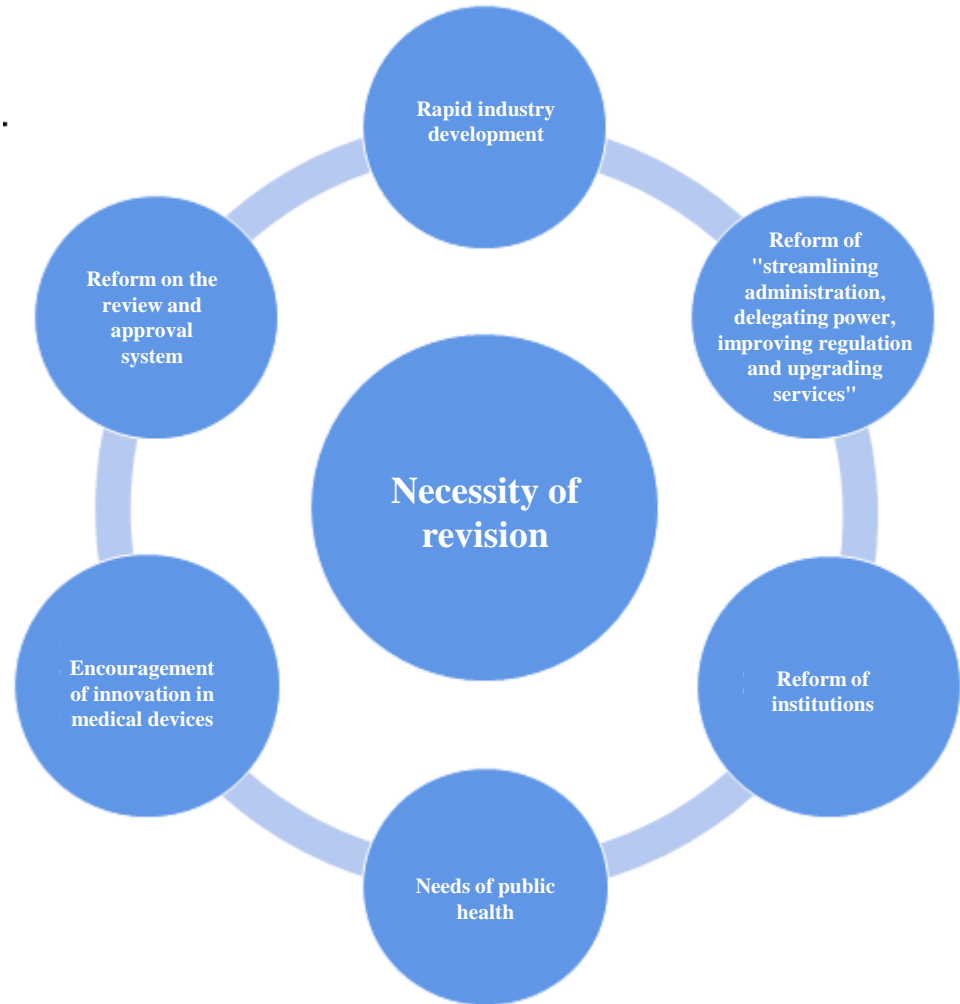 Rapid industry
development
Reform of
"streamlining
administration,
delegating power,
improving regulation
and upgrading
services"
Reform on the
review and
approval
system
Necessity of
revision
Encouragement
of innovation in
medical devices
Reform of
institutions
Needs of public
health